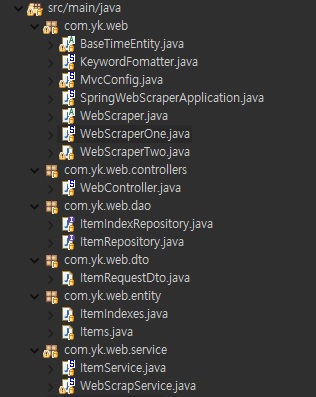 src/main/java
com.yk.web
BaseTimeEntity.java
KeywordFomatter.java
MvcConfig.java
SpringWebScraperApplication.java
WebScraper.java
WebScraperOne.java
WebScraperTwo.java
com.yk.web.controllers
WebController.java
com.yk.web.dao
ItemIndexRepository.java
ItemRepository.java
com.yk.web.dto
ItemRequestDto.java
com.yk.web.entity
ItemIndexes.java
Items.java
com.yk.web.service
ItemService.java
WebScrapService.java